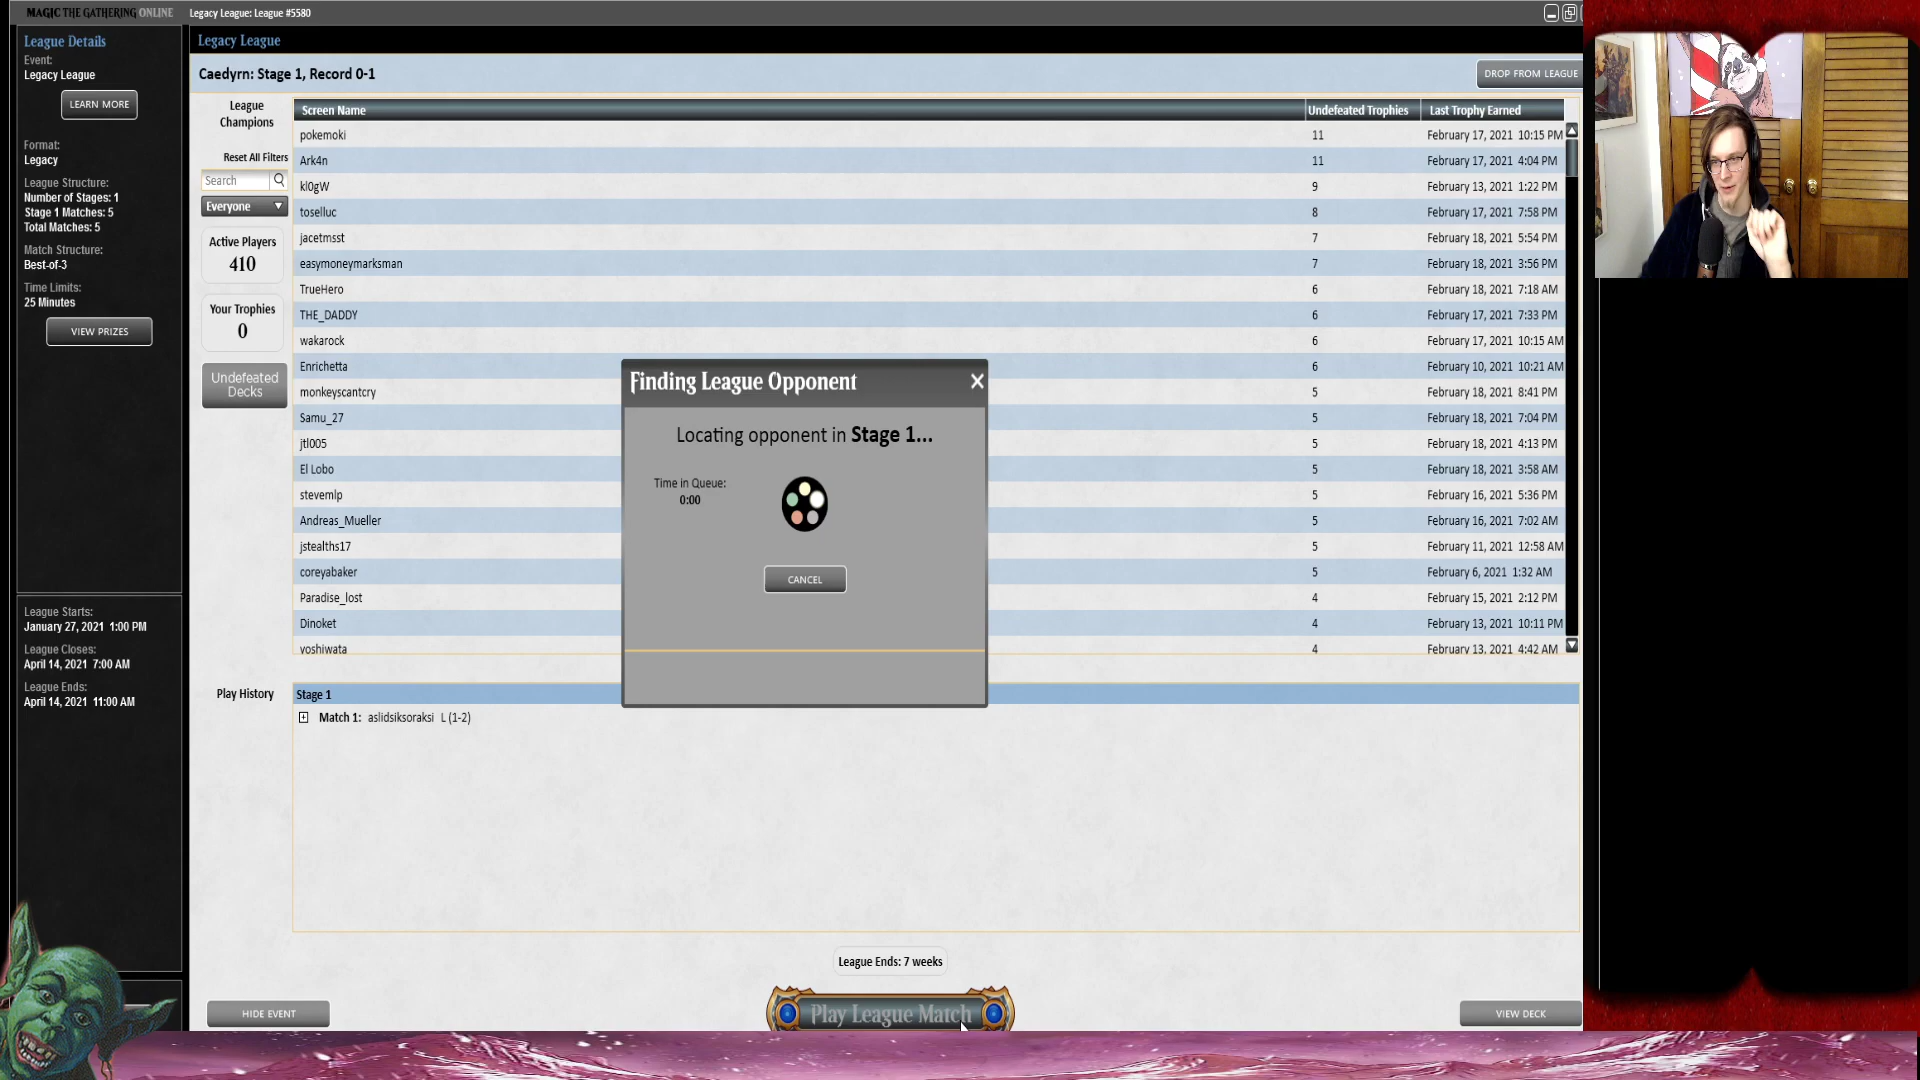 MAGIC THE GATHERING ONLINE
Legacy League: League #5580
League Details
Event:
Legacy League
LEARN MORE
Format:
Legacy
League Structure:
Number of Stages: 1
Stage 1 Matches: 5
Total Matches: 5
Match Structure:
Best-of-3
Time Limits:
25 Minutes
VIEW PRIZES
League Starts:
January 27, 2021 1:00 PM
League Closes:
April 14, 2021 7:00 AM
League Ends:
April 14, 2021 11:00 AM
Legacy League
Caedyrn: Stage 1, Record 0-1
DROP FROM LEAGUE
League Champions
Reset All Filters
Search
Everyone
Active Players
410
Your Trophies
0
Undefeated Decks
Screen Name Undefeated Trophies Last Trophy Earned
pokemoki 11 February 17, 2021 10:15 PM
Ark4n 11 February 17, 2021 4:04 PM
kl0gW 9 February 13, 2021 1:22 PM
toselluc 8 February 17, 2021 7:58 PM
jacetmsst 7 February 18, 2021 5:54 PM
easymoneymarksman 7 February 18, 2021 3:56 PM
TrueHero 6 February 18, 2021 7:18 AM
THE_DADDY 6 February 17, 2021 7:33 PM
wakarock 6 February 17, 2021 10:15 AM
Enrichetta 6 February 10, 2021 10:21 AM
monkeyscantcry 5 February 18, 2021 8:41 PM
Samu_27 5 February 18, 2021 7:04 PM
jtl005 5 February 18, 2021 4:13 PM
El Lobo 5 February 18, 2021 3:58 AM
stevemlp 5 February 16, 2021 5:36 PM
Andreas_Mueller 5 February 16, 2021 7:02 AM
jstealths17 5 February 11, 2021 12:58 AM
coreyabaker 5 February 6, 2021 1:32 AM
Paradise_lost 4 February 15, 2021 2:12 PM
Dinoket 4 February 13, 2021 10:11 PM
yoshiwata 4 February 13, 2021 4:42 AM
Finding League Opponent
Locating opponent in Stage 1...
Time in Queue:
0:00
CANCEL
Play History
Stage 1
Match 1: aslidsiksoraksi L (1-2)
League Ends: 7 weeks
HIDE EVENT
Play League Match
VIEW DECK